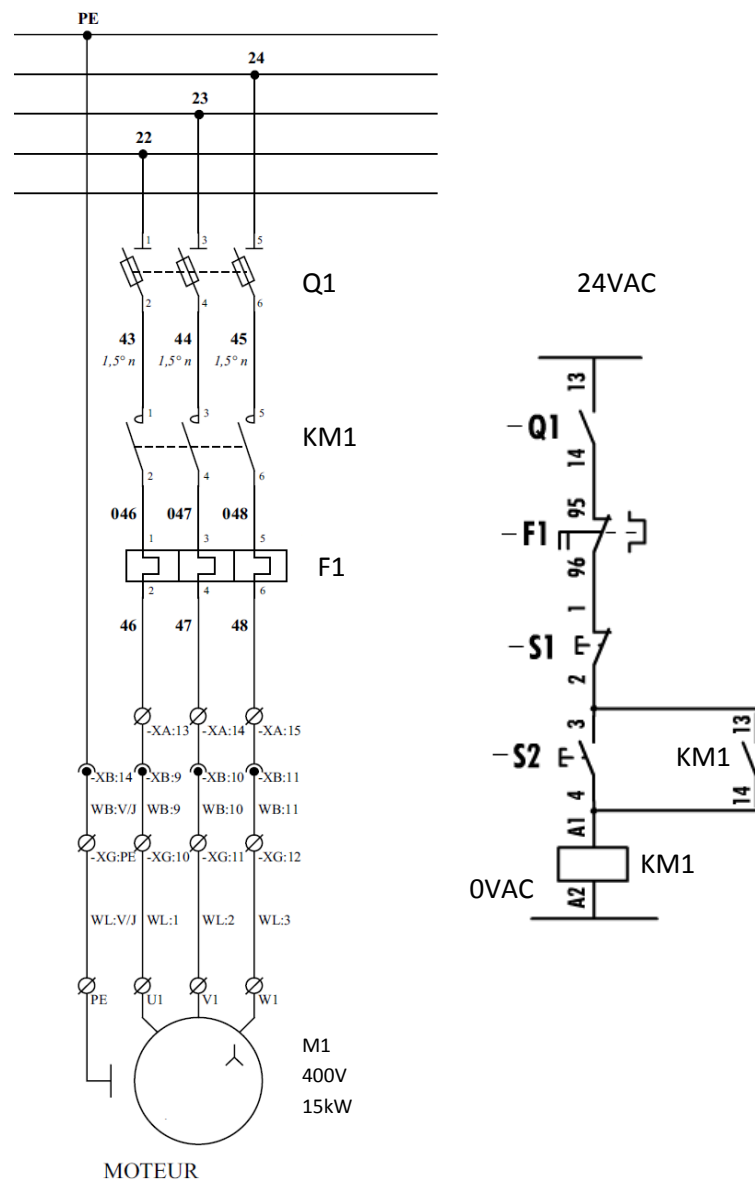 PE
24
23
22
1 3 5
Q1
2 4 6
43 44 45
1,5° n 1,5° n 1,5° n
1 3 5
KM1
2 4 6
046 047 048
1 3 5
F1
2 4 6
46 47 48
-XA:13 -XA:14 -XA:15
-XB:14 -XB:9 -XB:10 -XB:11
WB:V/J WB:9 WB:10 WB:11
-XG:PE -XG:10 -XG:11 -XG:12
WL:V/J WL:1 WL:2 WL:3
PE U1 V1 W1
M1
400V
15kW
MOTEUR
24VAC
13
-Q1
14
95
-F1
96
1
-S1
2
3 13
-S2 KM1
4 14
A1
KM1
0VAC
A2